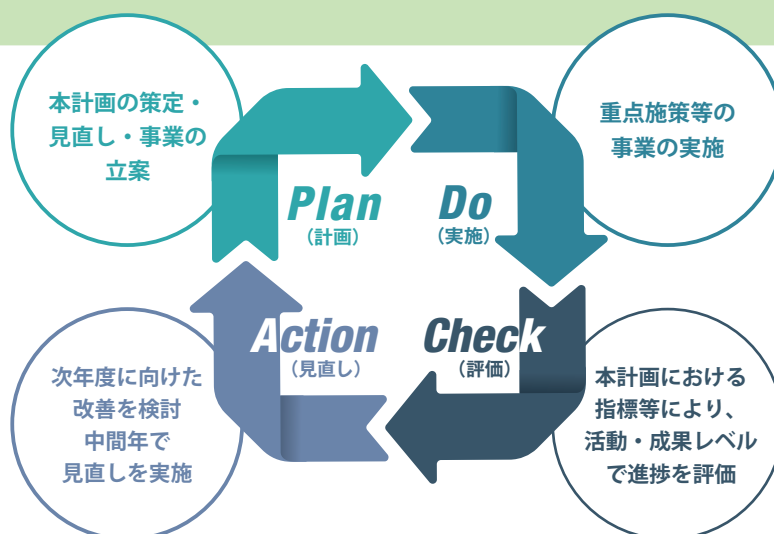 本計画の策定・
見直し・事業の
立案
Plan
（計画）
Do
（実施）
重点施策等の
事業の実施
Action
（見直し）
Check
（評価）
次年度に向けた
改善を検討
中間年で
見直しを実施
本計画における
指標等により、
活動・成果レベル
で進捗を評価